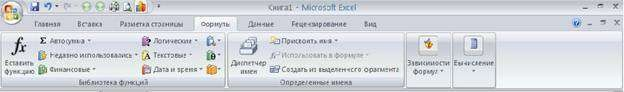 Книга1 - Microsoft Excel
Главная Вставка Разметка страницы Формулы Данные Рецензирование Вид
fx Вставить функцию
Σ Автосумма
Недавно использовались
Финансовые
Логические
Текстовые
Дата и время
Библиотека функций
Диспетчер имен
Присвоить имя
Использовать в формуле
Создать из выделенного фрагмента
Определенные имена
Зависимости формул
Вычисление